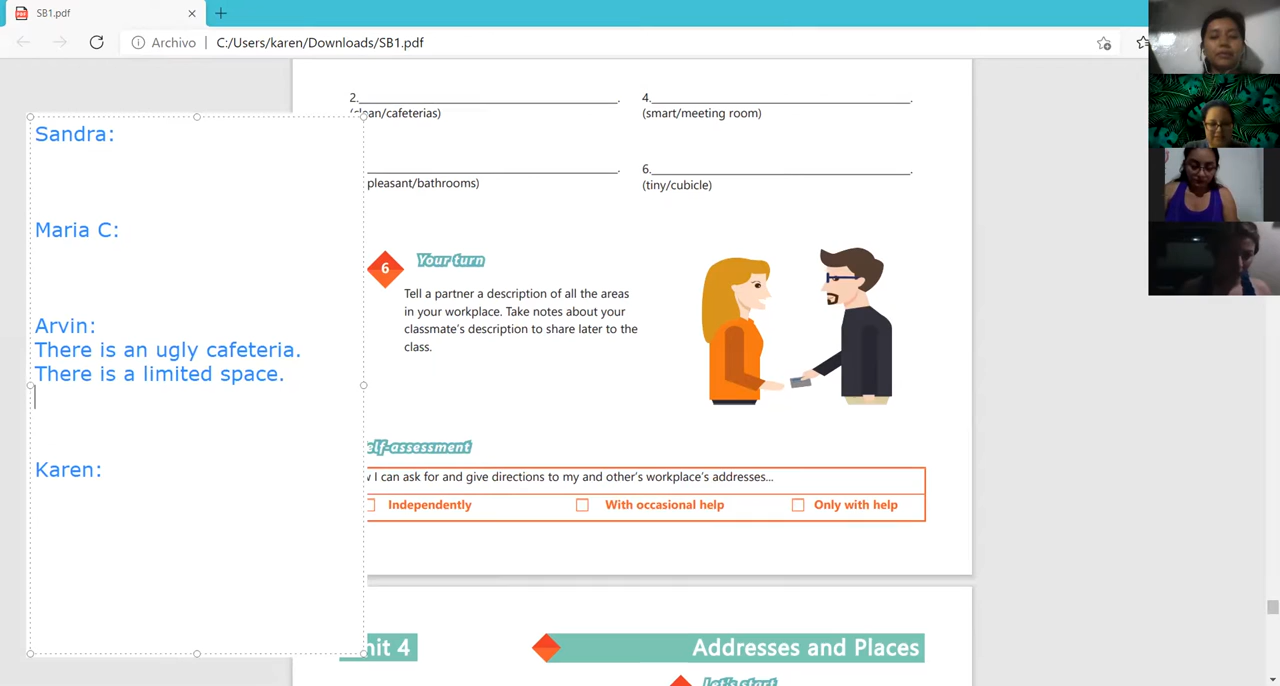 SB1.pdf
Archivo
C:/Users/karen/Downloads/SB1.pdf
2.
(clean/cafeterias)
4.
(smart/meeting room)
pleasant/bathrooms)
6.
(tiny/cubicle)
Sandra:
Maria C:
Arvin:
There is an ugly cafeteria.
There is a limited space.
Karen:
6
Your turn
Tell a partner a description of all the areas
in your workplace. Take notes about your
classmate's description to share later to the
class.
elf-assessment
I can ask for and give directions to my and other's workplace's addresses...
Independently
With occasional help
Only with help
nit 4
Addresses and Places
Let's start